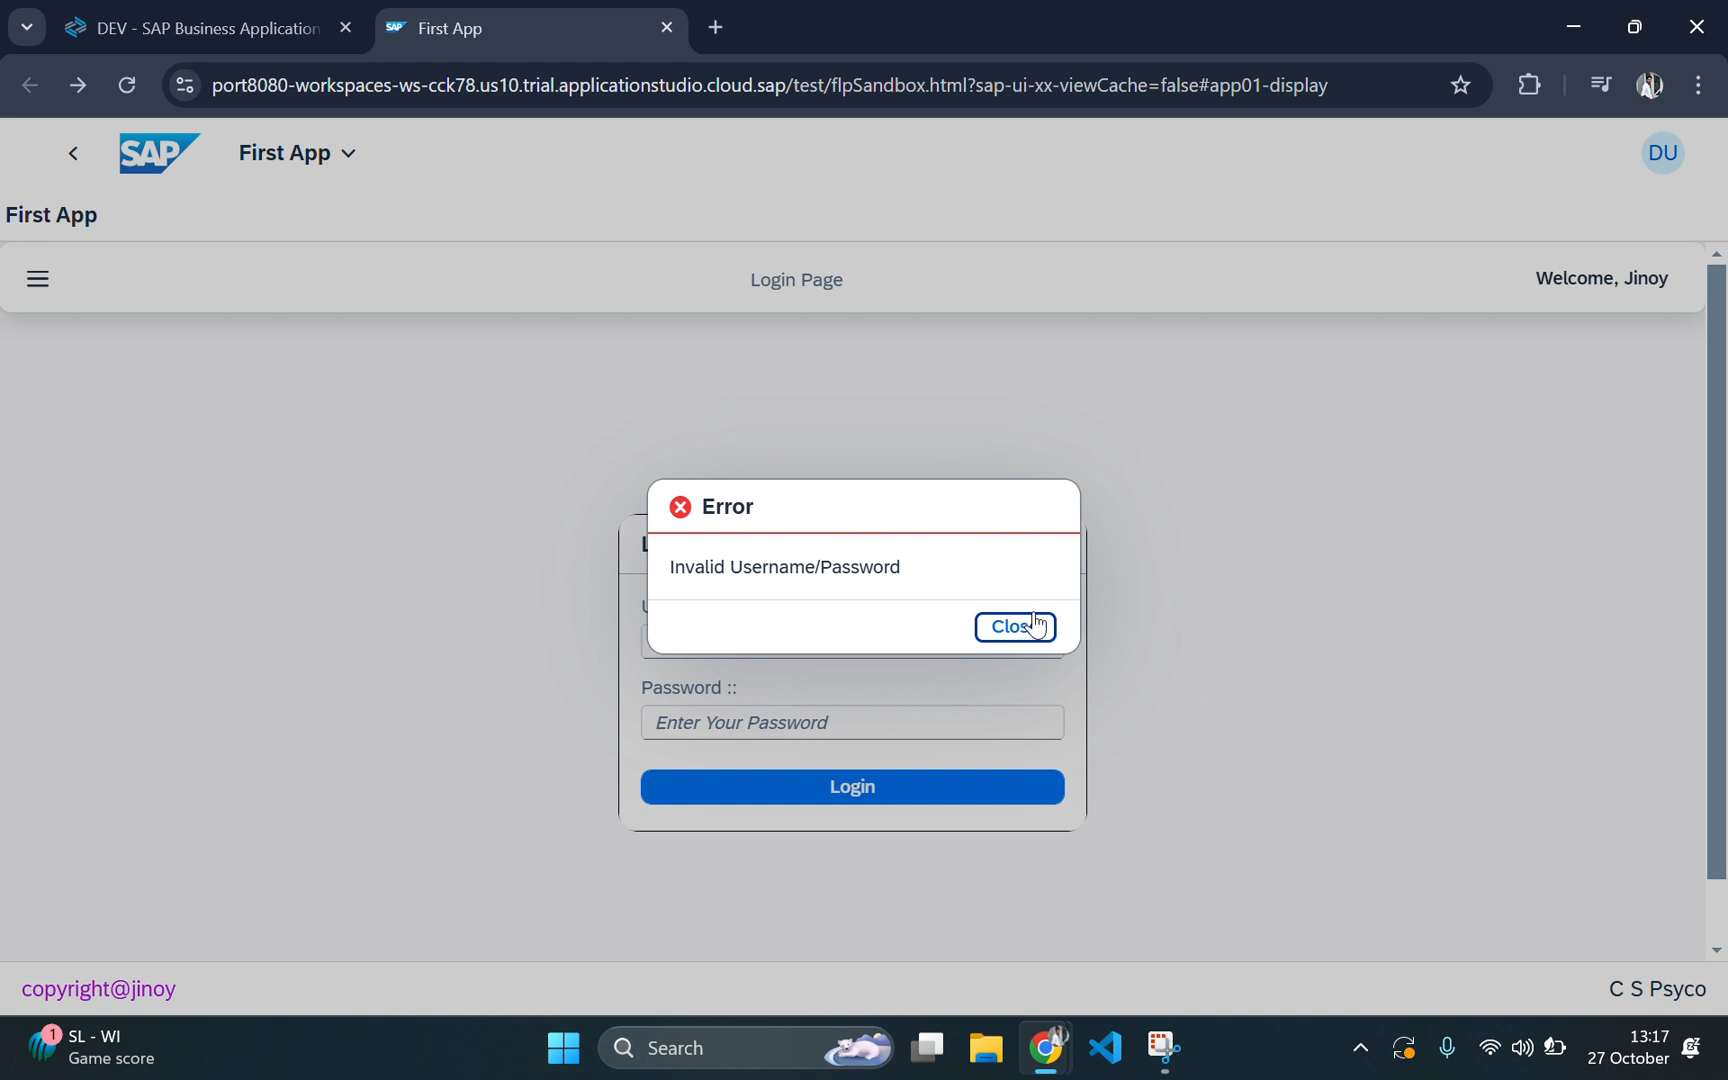 DEV - SAP Business Application
SAP First App
port8080-workspaces-ws-cck78.us10.trial.applicationstudio.cloud.sap/test/flpSandbox.html?sap-ui-xx-viewCache=false#app01-display
SAP First App DU
First App
Login Page Welcome, Jinoy
Error
Invalid Username/Password
Password ::
Enter Your Password
Login
copyright@jinoy C S Psyco
1 SL - WI
Game score
Search
13:17
27 October